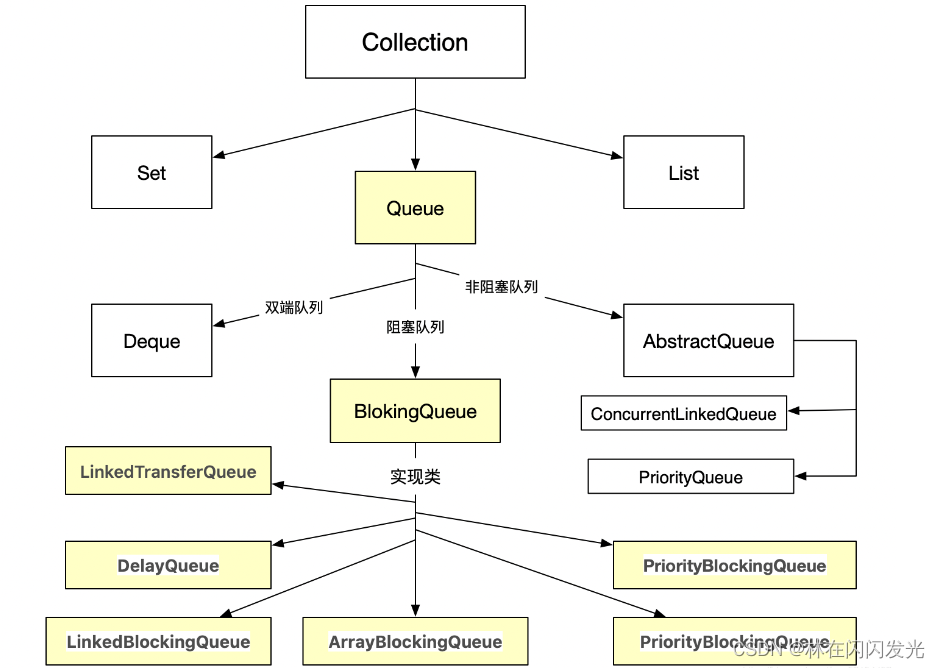 Collection
Set
List
Queue
非阻塞队列
双端队列
阻塞队列
Deque
AbstractQueue
BlokingQueue
ConcurrentLinkedQueue
LinkedTransferQueue
实现类
PriorityQueue
DelayQueue
PriorityBlockingQueue
LinkedBlockingQueue
ArrayBlockingQueue
PriorityBlockingQueue
CSDN @林在闪闪发光